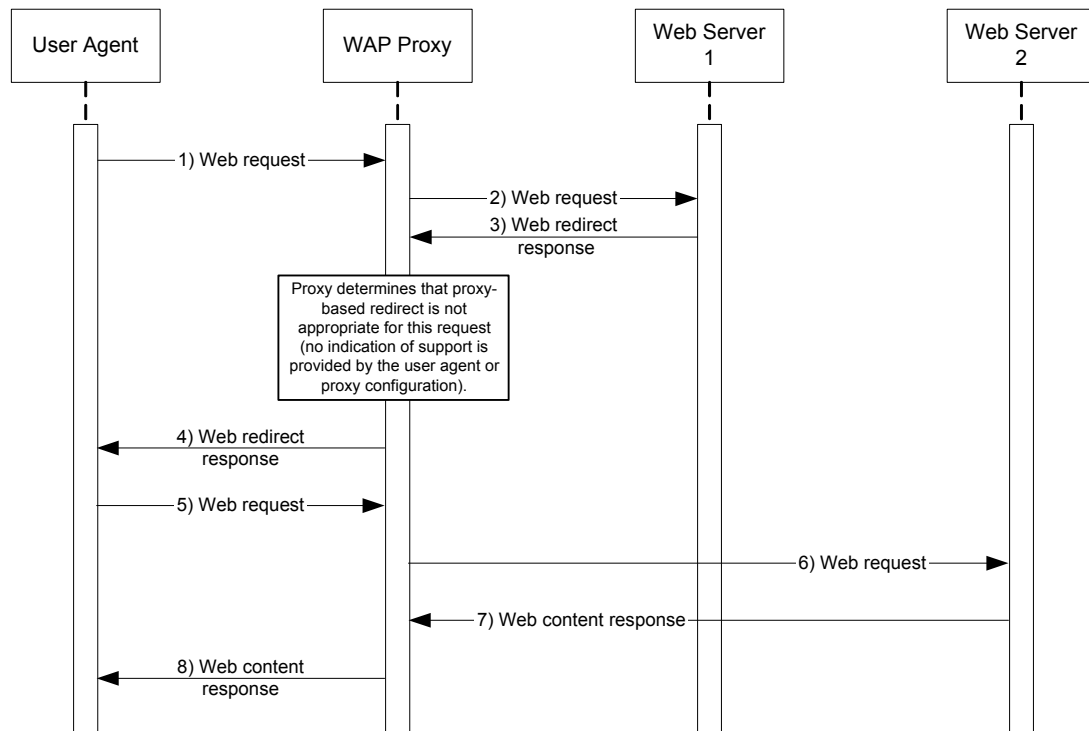 User Agent
WAP Proxy
Web Server
1
Web Server
2
1) Web request
2) Web request
3) Web redirect
response
Proxy determines that proxy-
based redirect is not
appropriate for this request
(no indication of support is
provided by the user agent or
proxy configuration).
4) Web redirect
response
5) Web request
6) Web request
7) Web content response
8) Web content
response